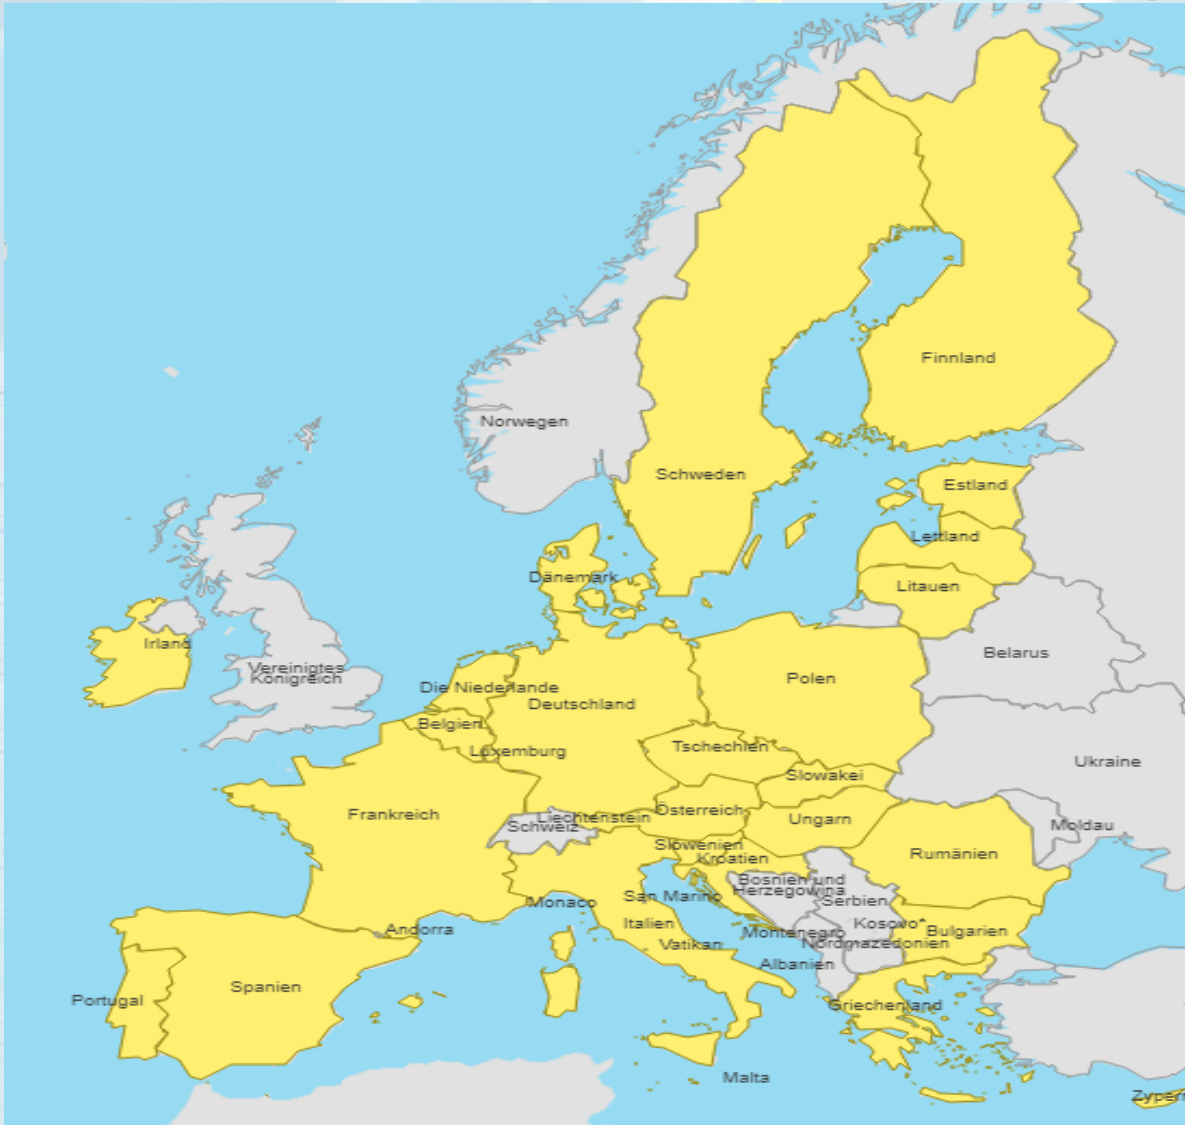 Finnland
Norwegen
Schweden
Estland
Lettland
Dänemark
Litauen
Irland
Belarus
Vereinigtes
Königreich
Polen
Die Niederlande
Deutschland
Belgien
Tschechien
Luxemburg
Ukraine
Slowakei
Österreich
Frankreich
Liechtenstein
Ungarn
Schweiz
Moldau
Slowenien
Rumänien
Kroatien
Bosnien und
Herzegowina
San Marino
Serbien
Monaco
Italien
Kosovo*
Andorra
Montenegro
Bulgarien
Vatikan
Nordmazedonien
Albanien
Spanien
Portugal
Griechenland
Malta
Zypern